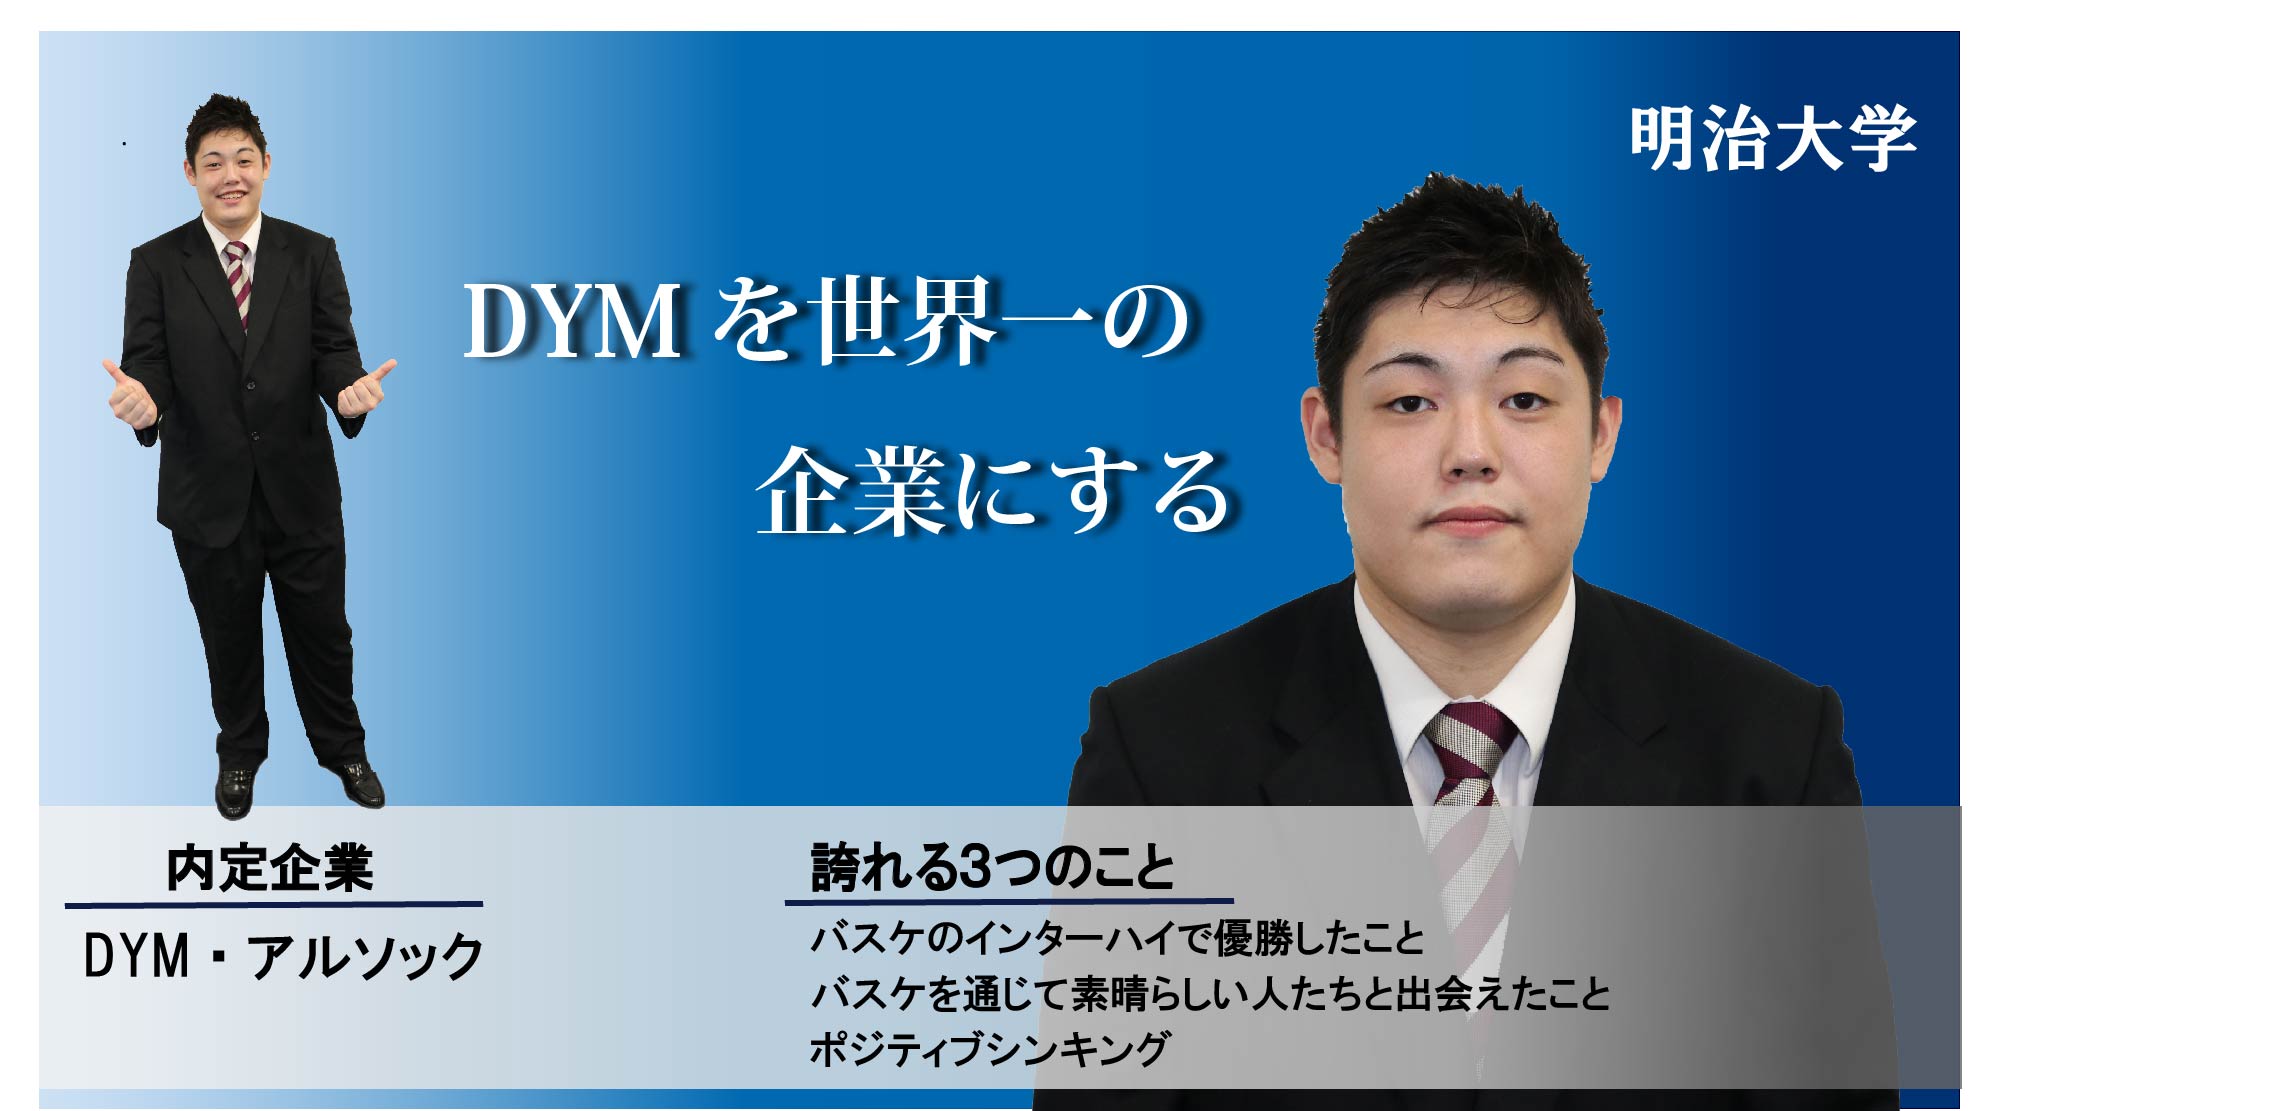 明治大学
DYM を世界一の
企業にする
内定企業
DYM・アルソック
誇れる3つのこと
バスケのインターハイで優勝したこと
バスケを通じて素晴らしい人たちと出会えたこと
ポジティブシンキング